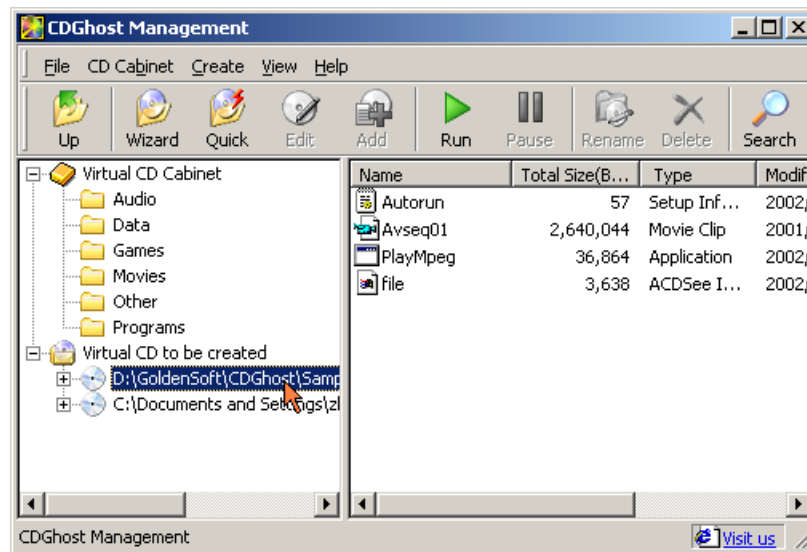 CDGhost Management
File CD Cabinet Create View Help
Up Wizard Quick Edit Add Run Pause Rename Delete Search
Virtual CD Cabinet
Audio
Data
Games
Movies
Other
Programs
Virtual CD to be created
D:\GoldenSoft\CDGhost\Samp
C:\Documents and Settings\zl
Name Total Size(B... Type Modif
Autorun 57 Setup Inf... 2002/
Avseq01 2,640,044 Movie Clip 2001/
PlayMpeg 36,864 Application 2002/
file 3,638 ACDSee I... 2002/
CDGhost Management
Visit us